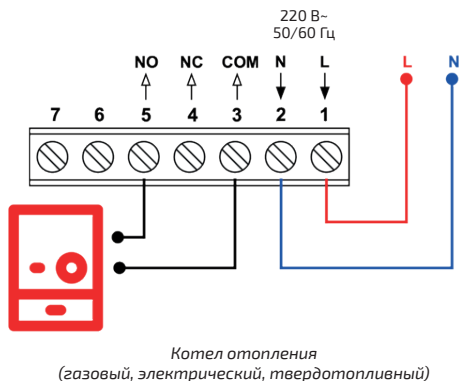 220 В~
50/60 Гц
NO NC COM N L L N
7 6 5 4 3 2 1
Котел отопления
(газовый, электрический, твердотопливный)